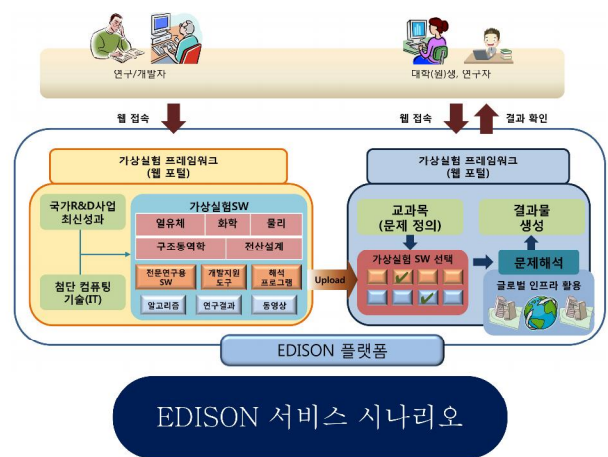 연구/개발자
대학(원)생, 연구자
웹 접속
웹 접속
결과 확인
가상실험 프레임워크
(웹 포털)
국가R&D사업
최신성과
첨단 컴퓨팅
기술(IT)
가상실험SW
열유체
화학
물리
구조동역학
전산설계
전문연구용
SW
개발지원
도구
해석
프로그램
알고리즘
연구결과
동영상
Upload
가상실험 프레임워크
(웹 포털)
교과목
(문제 정의)
결과물
생성
가상실험 SW 선택
문제해석
글로벌 인프라 활용
EDISON 플랫폼
EDISON 서비스 시나리오